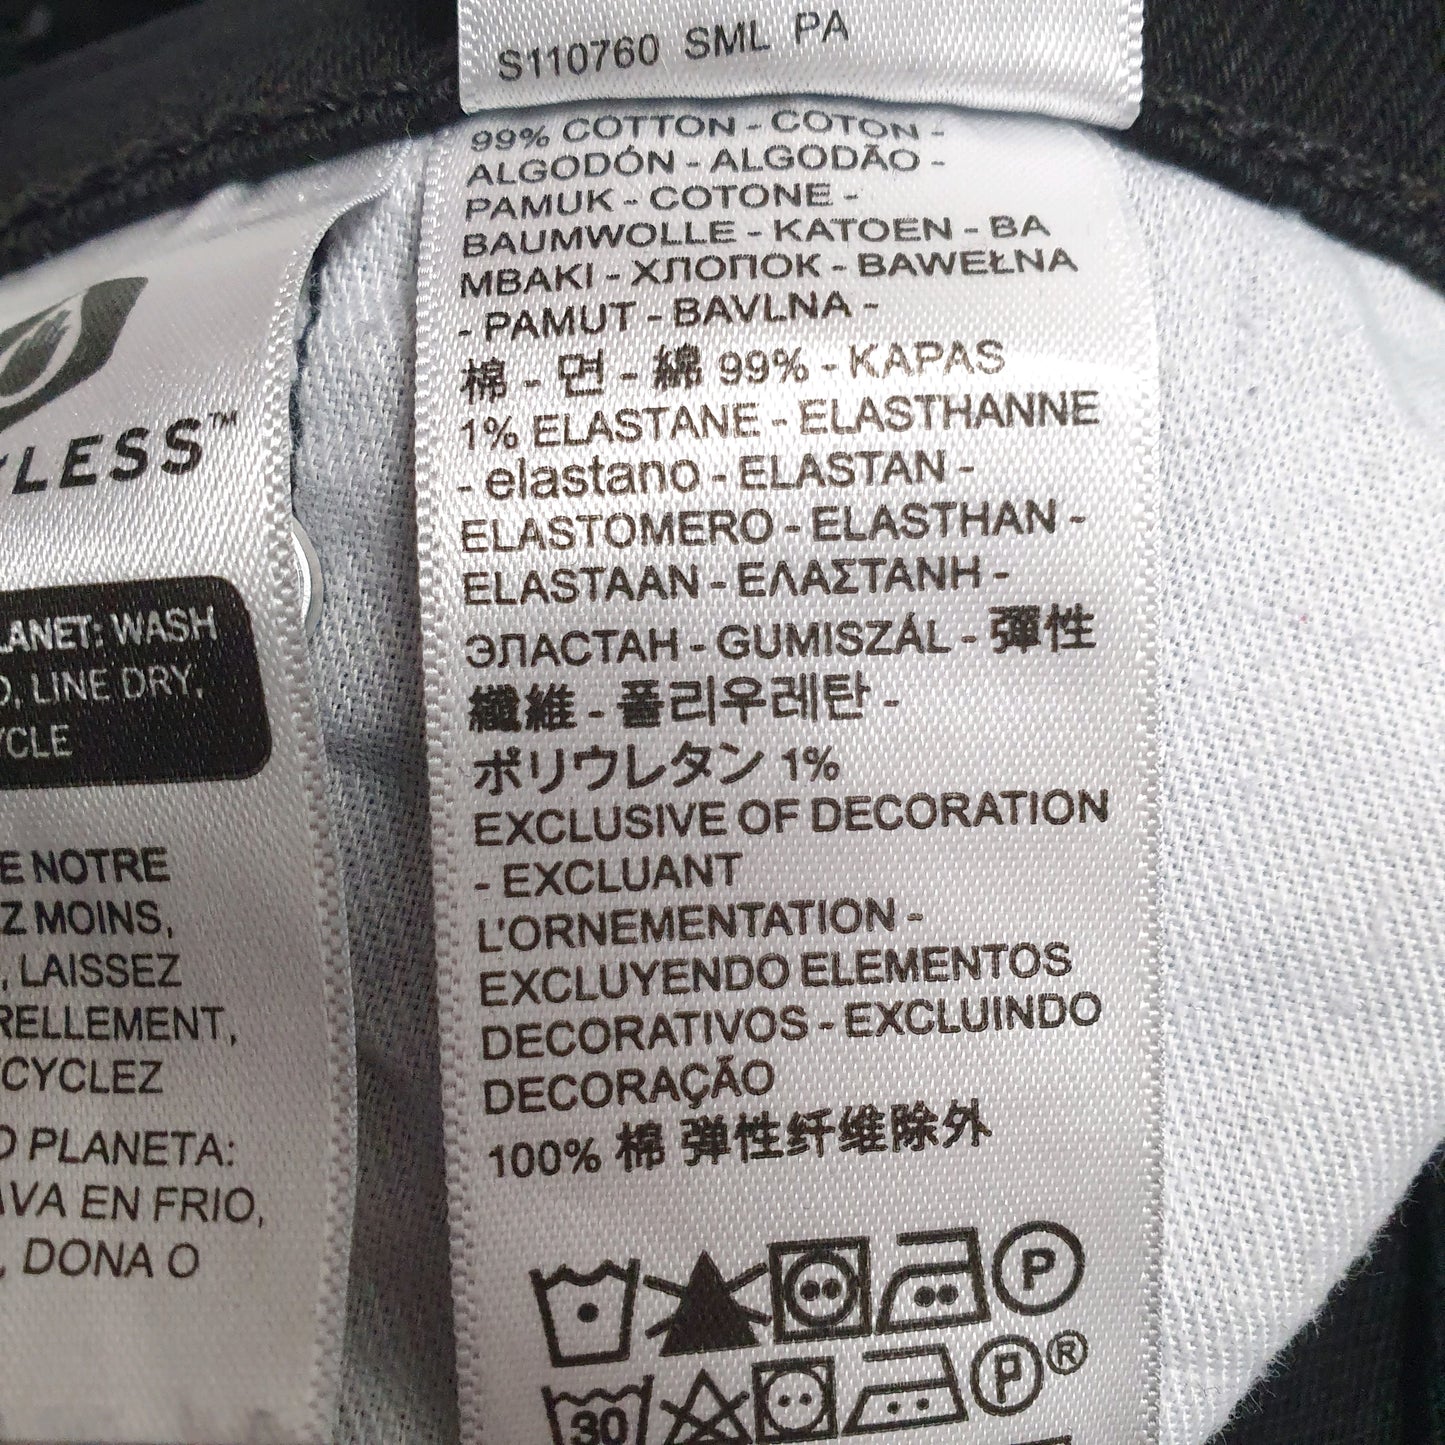 S110760 SML PA
99% COTTON - COTON -
ALGODÓN - ALGODÃO -
PAMUK - COTONE -
BAUMWOLLE - KATOEN - BA
MBAKI - ХЛОПОК - BAWEŁNA
- PAMUT - BAVLNA -
棉 - 면 - 綿 99% - KAPAS
1% ELASTANE - ELASTHANNE
- elastano - ELASTAN -
ELASTOMERO - ELASTHAN -
ELASTAAN - ΕΛΑΣΤΑΝΗ -
ЭЛАСТАН - GUMISZÁL - 彈性
纖維 - 폴리우레탄 -
ポリウレタン 1%
EXCLUSIVE OF DECORATION
- EXCLUANT
L'ORNEMENTATION -
EXCLUYENDO ELEMENTOS
DECORATIVOS - EXCLUINDO
DECORAÇÃO
100% 棉 弹性纤维除外
P
30 P ®
LESS™
LANET: WASH
, LINE DRY,
YCLE
E NOTRE
Z MOINS,
, LAISSEZ
RELLEMENT,
CYCLEZ
O PLANETA:
AVA EN FRIO,
, DONA O